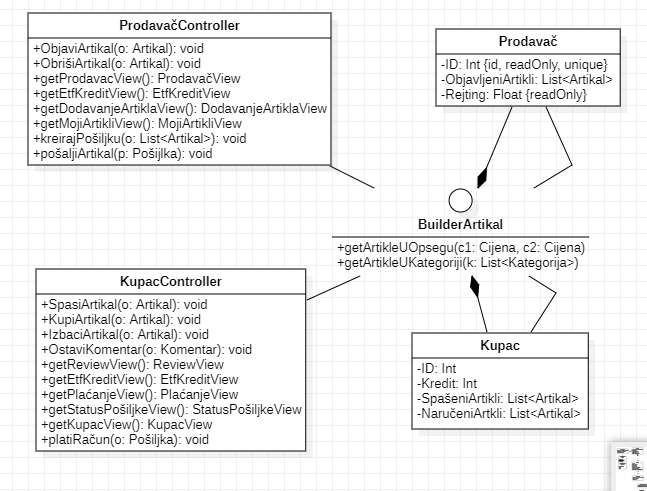 ProdavačController
+ObjaviArtikal(o: Artikal): void
+ObrišiArtikal(o: Artikal): void
+getProdavacView(): ProdavačView
+getEtfKreditView(): EtfKreditView
+getDodavanjeArtiklaView(): DodavanjeArtiklaView
+getMojiArtikliView(): MojiArtikliView
+kreirajPošiljku(o: List<Artikal>): void
+pošaljiArtikal(p: Pošijlka): void
Prodavač
-ID: Int {id, readOnly, unique}
-ObjavljeniArtikli: List<Artikal>
-Rejting: Float {readOnly}
BuilderArtikal
+getArtikleUOpsegu(c1: Cijena, c2: Cijena)
+getArtikleUKategoriji(k: List<Kategorija>)
KupacController
+SpasiArtikal(o: Artikal): void
+KupiArtikal(o: Artikal): void
+IzbaciArtikal(o: Artikal): void
+OstaviKomentar(o: Komentar): void
+getReviewView(): ReviewView
+getEtfKreditView(): EtfKreditView
+getPlaćanjeView(): PlaćanjeView
+getStatusPošiljkeView(): StatusPošiljkeView
+getKupacView(): KupacView
+platiRačun(o: Pošiljka): void
Kupac
-ID: Int
-Kredit: Int
-SpašeniArtikli: List<Artikal>
-NaručeniArtkli: List<Artikal>